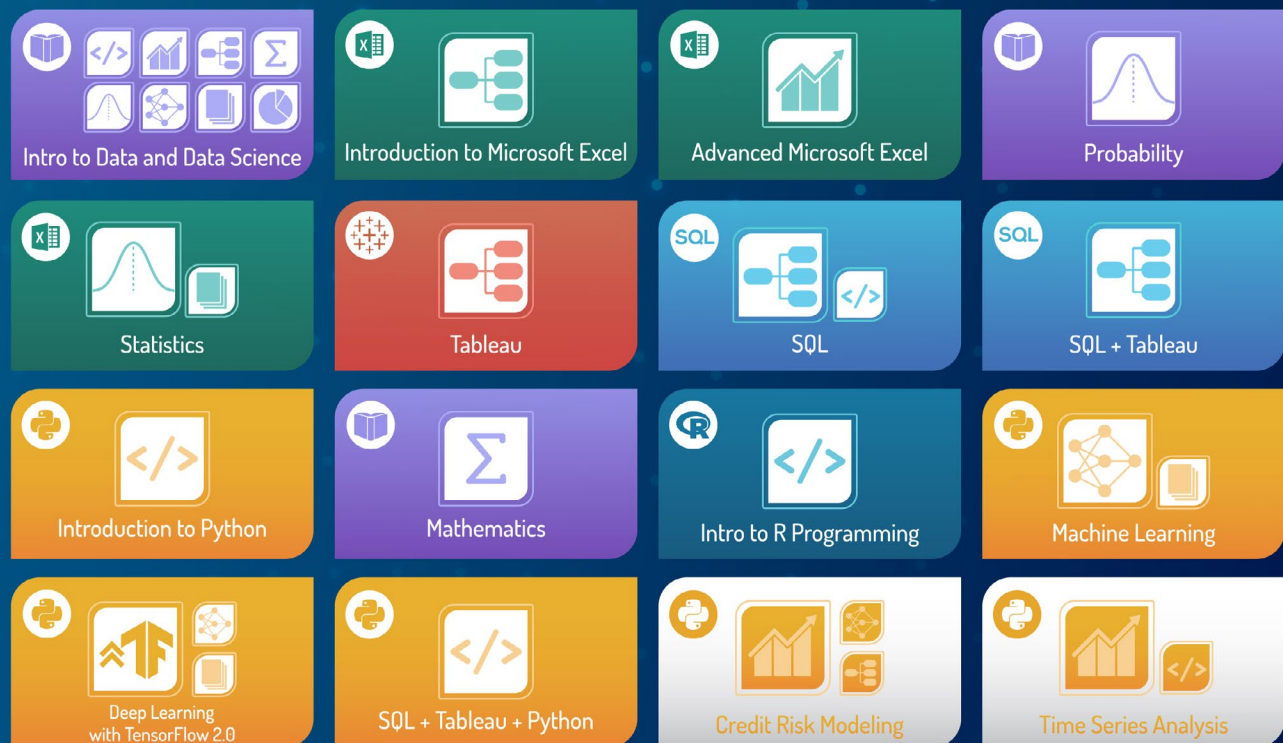 </>
Σ
Intro to Data and Data Science
X
Introduction to Microsoft Excel
X
Advanced Microsoft Excel
Probability
X
Statistics
Tableau
SQL
</>
SQL
SQL
SQL + Tableau
</>
Introduction to Python
Σ
Mathematics
R
</>
Intro to R Programming
Machine Learning
TF
Deep Learning
with TensorFlow 2.0
</>
SQL + Tableau + Python
Credit Risk Modeling
</>
Time Series Analysis